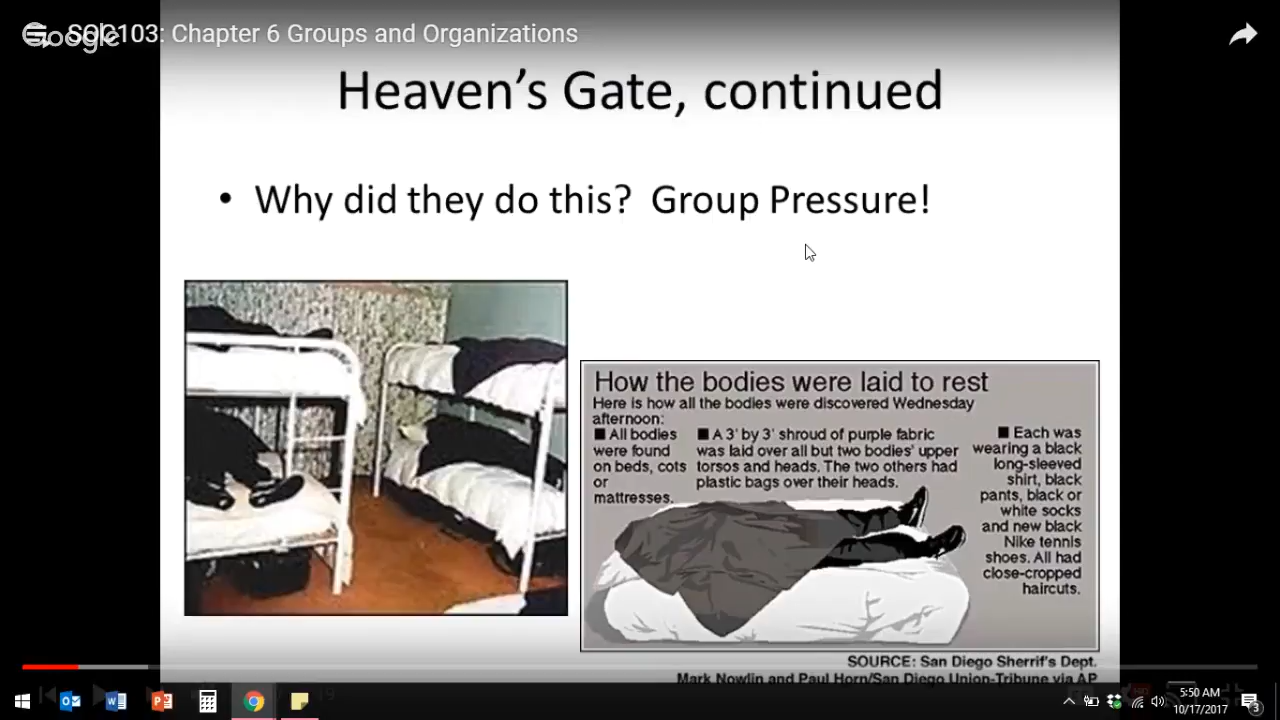 Google
SOC103: Chapter 6 Groups and Organizations
Heaven's Gate, continued
• Why did they do this? Group Pressure!
How the bodies were laid to rest
Here is how all the bodies were discovered Wednesday
afternoon:
■ All bodies
were found
on beds, cots
or
mattresses.
■ A 3' by 3' shroud of purple fabric
was laid over all but two bodies' upper
torsos and heads. The two others had
plastic bags over their heads.
■ Each was
wearing a black
long-sleeved
shirt, black
pants, black or
white socks
and new black
Nike tennis
shoes. All had
close-cropped
haircuts.
SOURCE: San Diego Sherrif's Dept.
Mark Nowlin and Paul Horn/San Diego Union-Tribune via AP
5:50 AM
10/17/2017
3